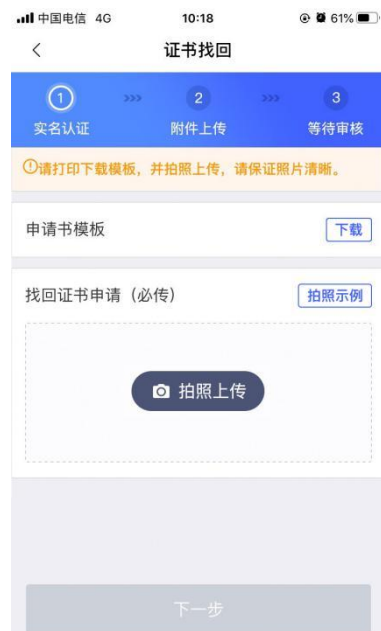 中国电信 4G 10:18 61%
证书找回
1 >>> 2 >>> 3
实名认证 附件上传 等待审核
请打印下载模板，并拍照上传，请保证照片清晰。
申请书模板 下载
找回证书申请（必传） 拍照示例
拍照上传
下一步